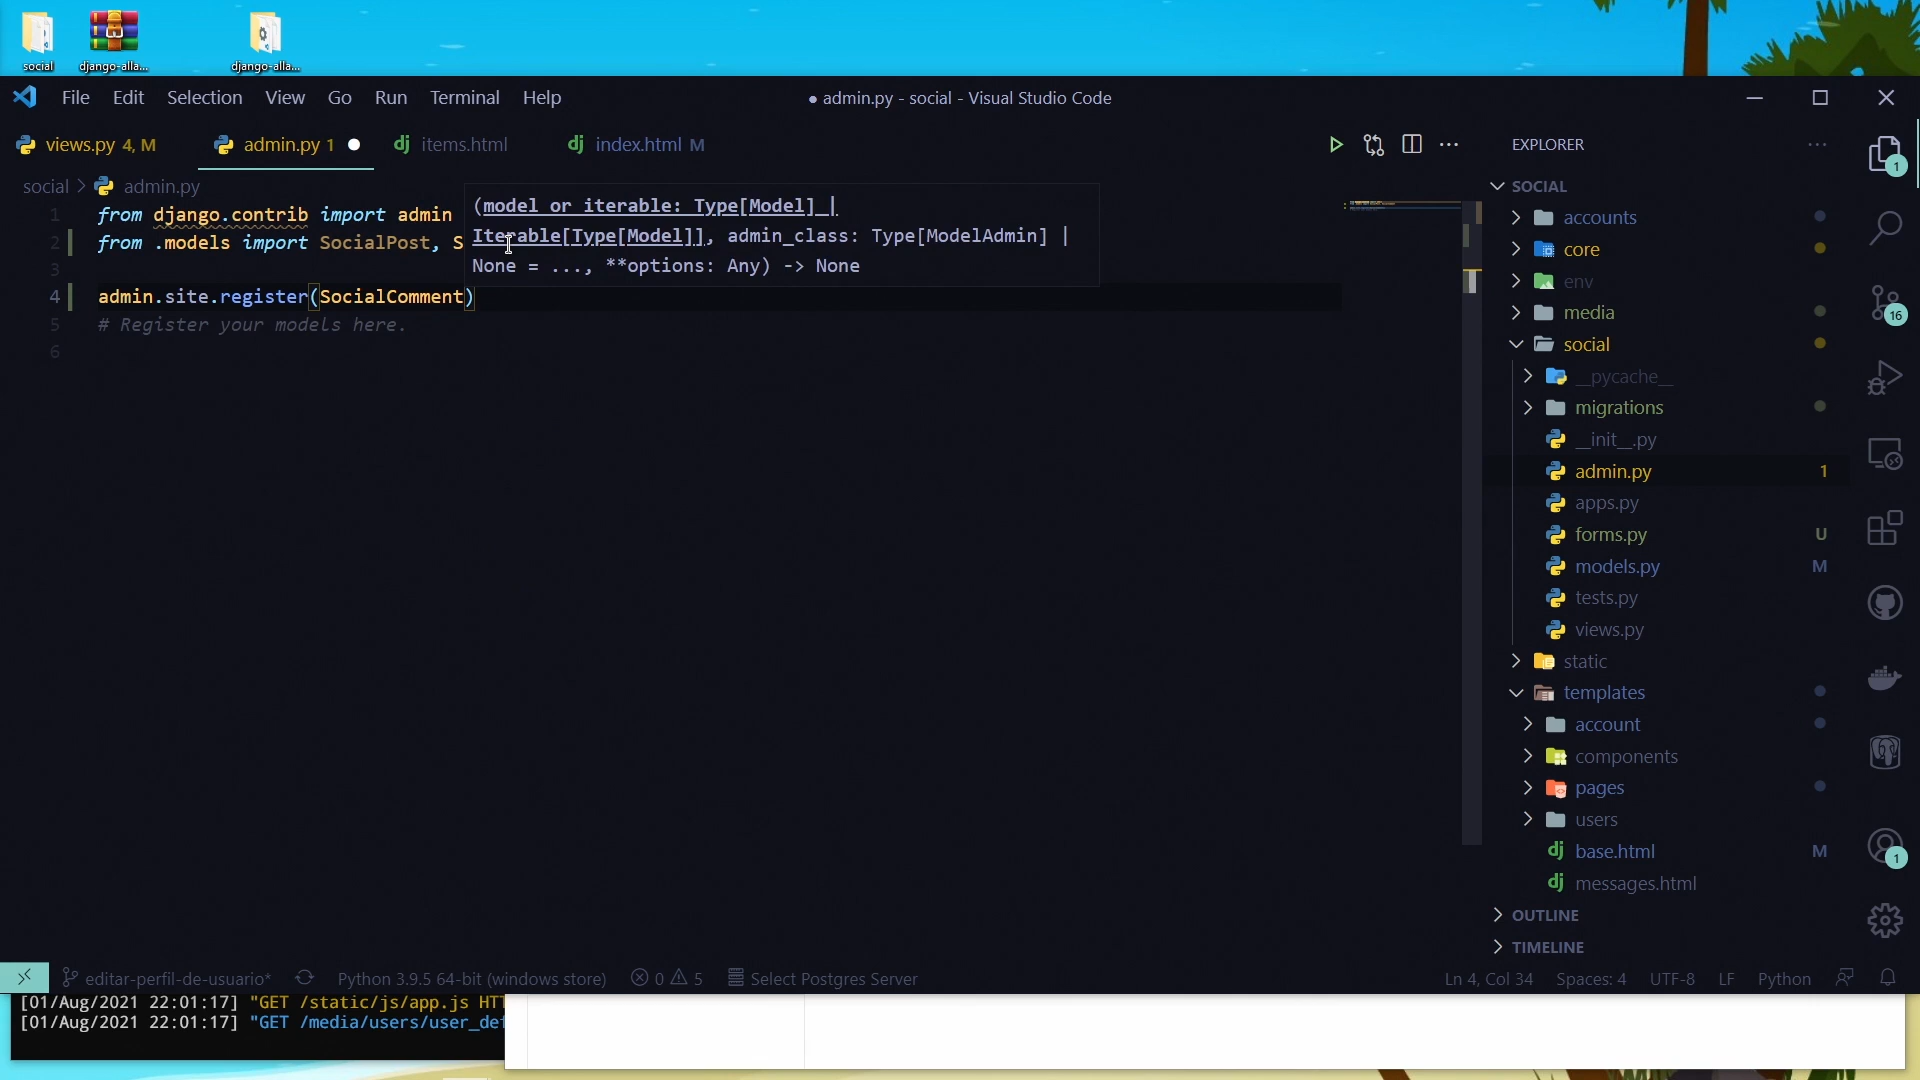 social
django-alla...
django-alla...
File Edit Selection View Go Run Terminal Help
● admin.py - social - Visual Studio Code
views.py 4, M
admin.py 1
items.html
index.html M
social > admin.py
1 from django.contrib import admin
2 from .models import SocialPost, S
3
4 admin.site.register(SocialComment)
5 # Register your models here.
6
(model_or_iterable: Type[Model] |
Iterable[Type[Model]], admin_class: Type[ModelAdmin] |
None = ..., **options: Any) -> None
EXPLORER
SOCIAL
accounts
core
env
media
social
__pycache__
migrations
__init__.py
admin.py 1
apps.py
forms.py U
models.py M
tests.py
views.py
static
templates
account
components
pages
users
base.html M
messages.html
OUTLINE
TIMELINE
1
16
1
editar-perfil-de-usuario* Python 3.9.5 64-bit (windows store) 0 5 Select Postgres Server
Ln 4, Col 34 Spaces: 4 UTF-8 LF Python
[01/Aug/2021 22:01:17] "GET /static/js/app.js HTT
[01/Aug/2021 22:01:17] "GET /media/users/user_def